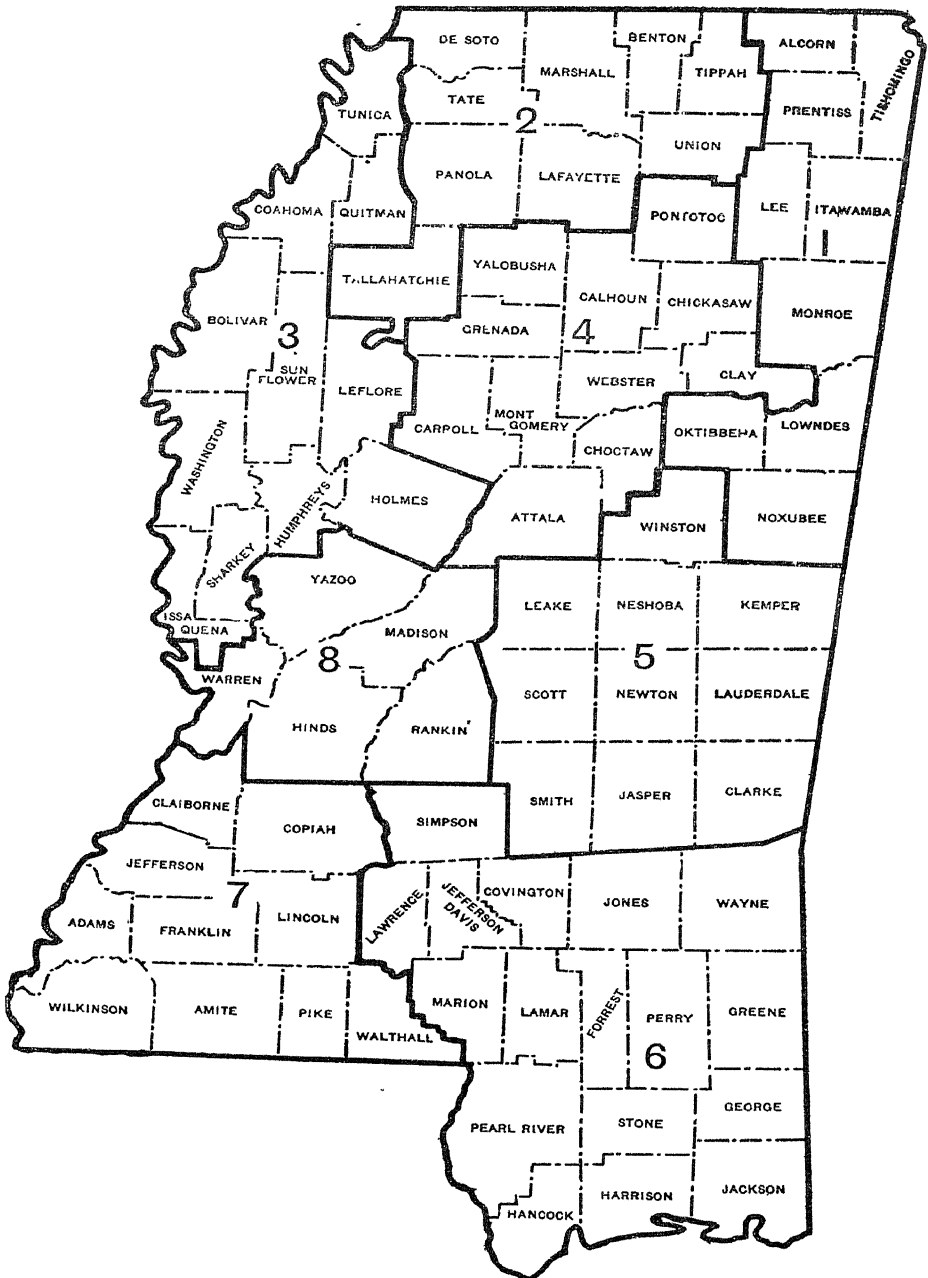 DE SOTO
BENTON
ALCORN
MARSHALL
TIPPAH
TISHOMINGO
TATE
TUNICA
2
PRENTISS
UNION
PANOLA
LAFAYETTE
COAHOMA
QUITMAN
PONTOTOC
LEE
ITAWAMBA
1
TALLAHATCHIE
YALOBUSHA
CALHOUN
CHICKASAW
MONROE
BOLIVAR
3
GRENADA
4
SUN
FLOWER
LEFLORE
WEBSTER
CLAY
MONT
GOMERY
CARPOLL
CHOCTAW
OKTIBBEHA
LOWNDES
WASHINGTON
HUMPHREYS
HOLMES
ATTALA
WINSTON
NOXUBEE
SHARKEY
YAZOO
LEAKE
NESHOBA
KEMPER
ISSA
QUENA
MADISON
8
5
WARREN
SCOTT
NEWTON
LAUDERDALE
HINDS
RANKIN
CLAIBORNE
SMITH
JASPER
CLARKE
COPIAH
SIMPSON
JEFFERSON
7
LAWRENCE
JEFFERSON
DAVIS
COVINGTON
JONES
WAYNE
ADAMS
FRANKLIN
LINCOLN
WILKINSON
AMITE
PIKE
WALTHALL
MARION
LAMAR
FORREST
PERRY
GREENE
6
GEORGE
PEARL RIVER
STONE
HANCOCK
HARRISON
JACKSON